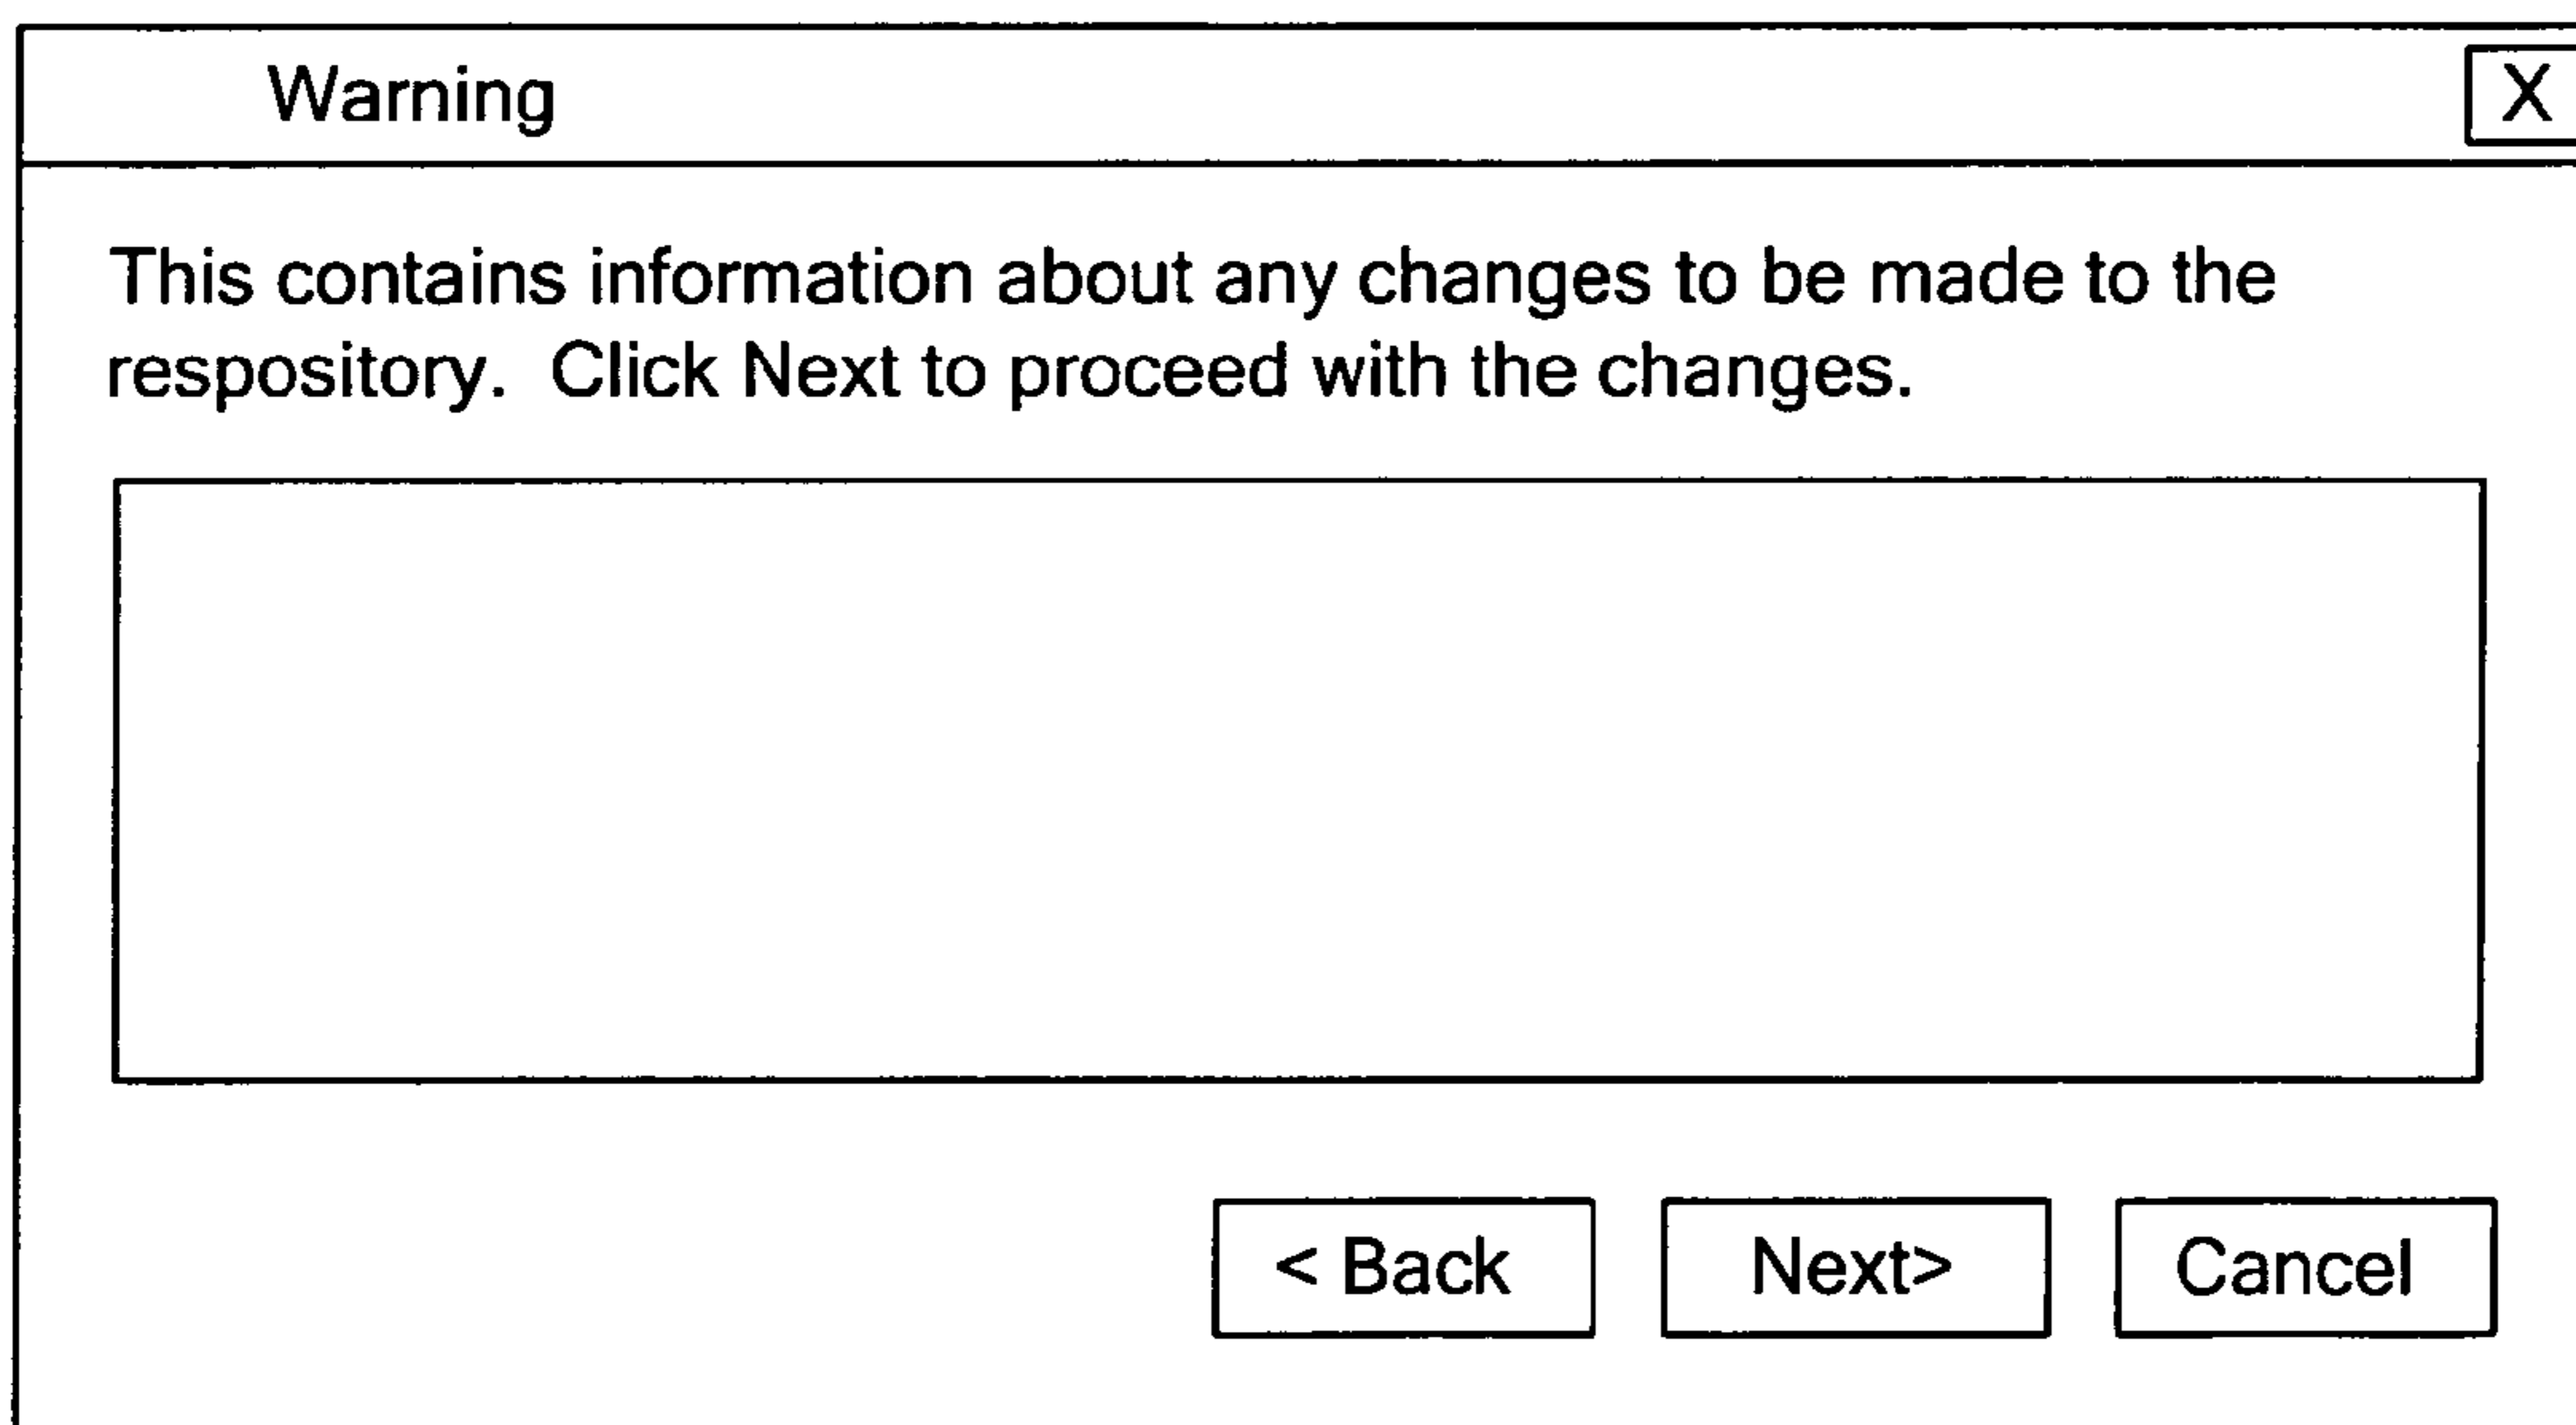 Warning X
This contains information about any changes to be made to the
respository.  Click Next to proceed with the changes.
< Back Next> Cancel